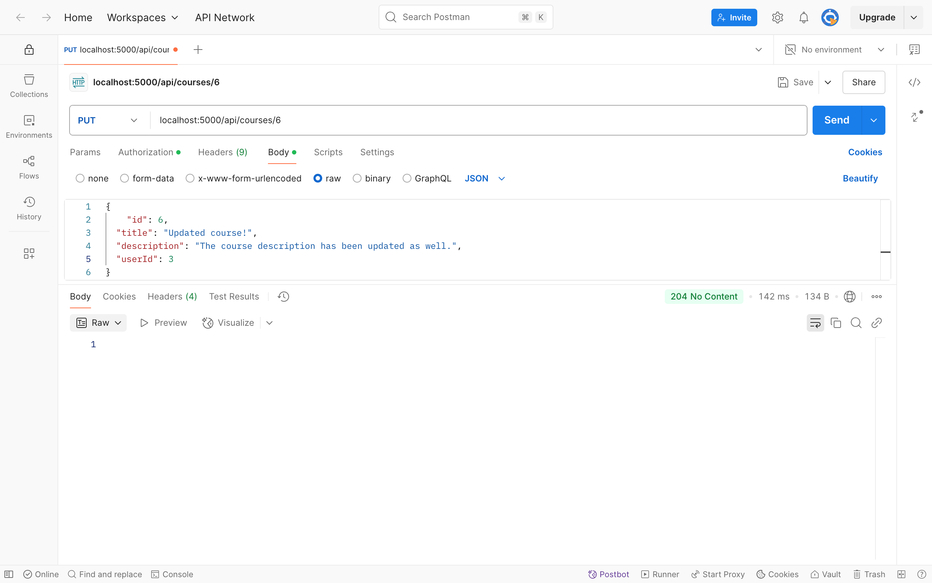 Home Workspaces API Network Search Postman ⌘ K Invite Upgrade
PUT localhost:5000/api/cour No environment
Collections
Environments
Flows
History
HTTP localhost:5000/api/courses/6 Save Share
PUT localhost:5000/api/courses/6 Send
Params Authorization Headers (9) Body Scripts Settings Cookies
none form-data x-www-form-urlencoded raw binary GraphQL JSON Beautify
1 {
2 "id": 6,
3 "title": "Updated course!",
4 "description": "The course description has been updated as well.",
5 "userId": 3
6 }
Body Cookies Headers (4) Test Results 204 No Content 142 ms 134 B
Raw Preview Visualize
1
Online Find and replace Console Postbot Runner Start Proxy Cookies Vault Trash